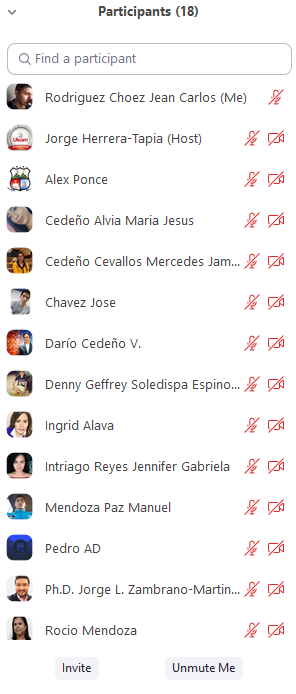 Participants (18)
Find a participant
Rodriguez Choez Jean Carlos (Me)
Jorge Herrera-Tapia (Host)
Alex Ponce
Cedeño Alvia Maria Jesus
Cedeño Cevallos Mercedes Jam...
Chavez Jose
Darío Cedeño V.
Denny Geffrey Soledispa Espino...
Ingrid Alava
Intriago Reyes Jennifer Gabriela
Mendoza Paz Manuel
Pedro AD
Ph.D. Jorge L. Zambrano-Martin...
Rocio Mendoza
Invite
Unmute Me